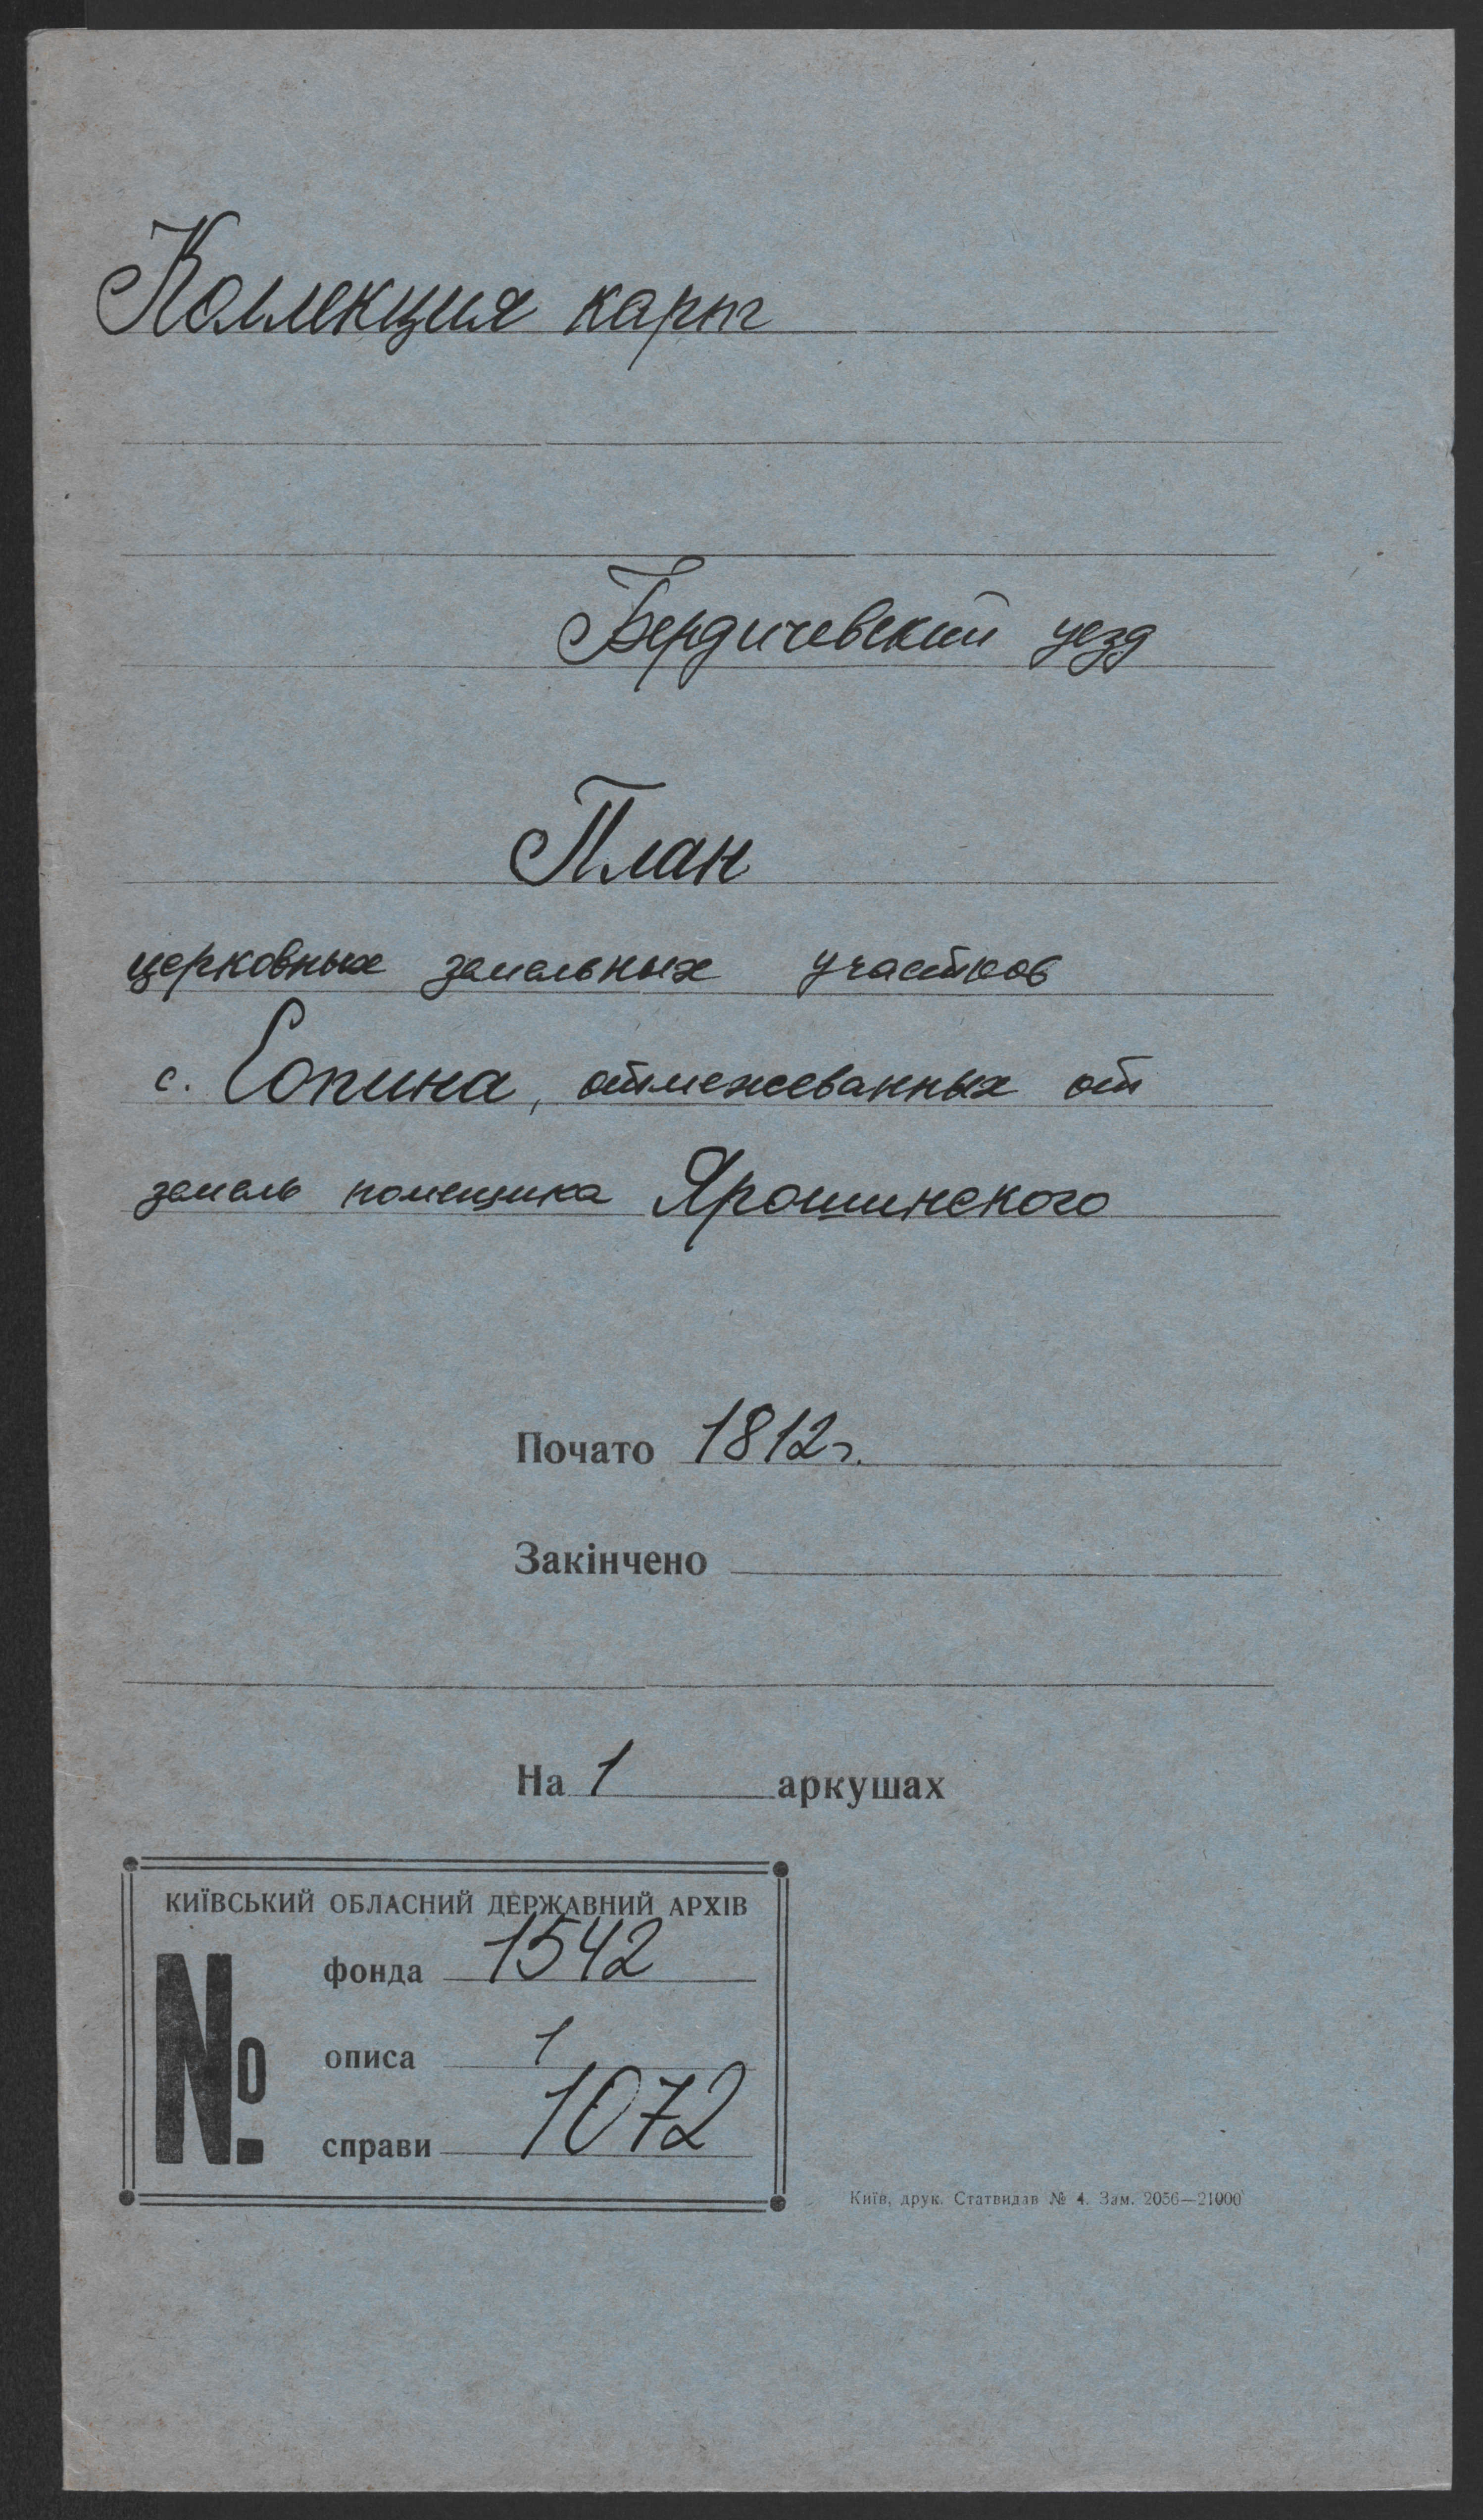 Коллекция карт
Бердичевский уезд
План
церковных земельных участков
с. Сопина, отмежеванных от
земель помещика Ярошинского
Почато 1812 г.
Закінчено
На 1 аркушах
КИЇВСЬКИЙ ОБЛАСНИЙ ДЕРЖАВНИЙ АРХІВ
№
фонда 1542
описа 1
справи 1072
Київ, друк. Статвидав № 4. Зам. 2056—21000